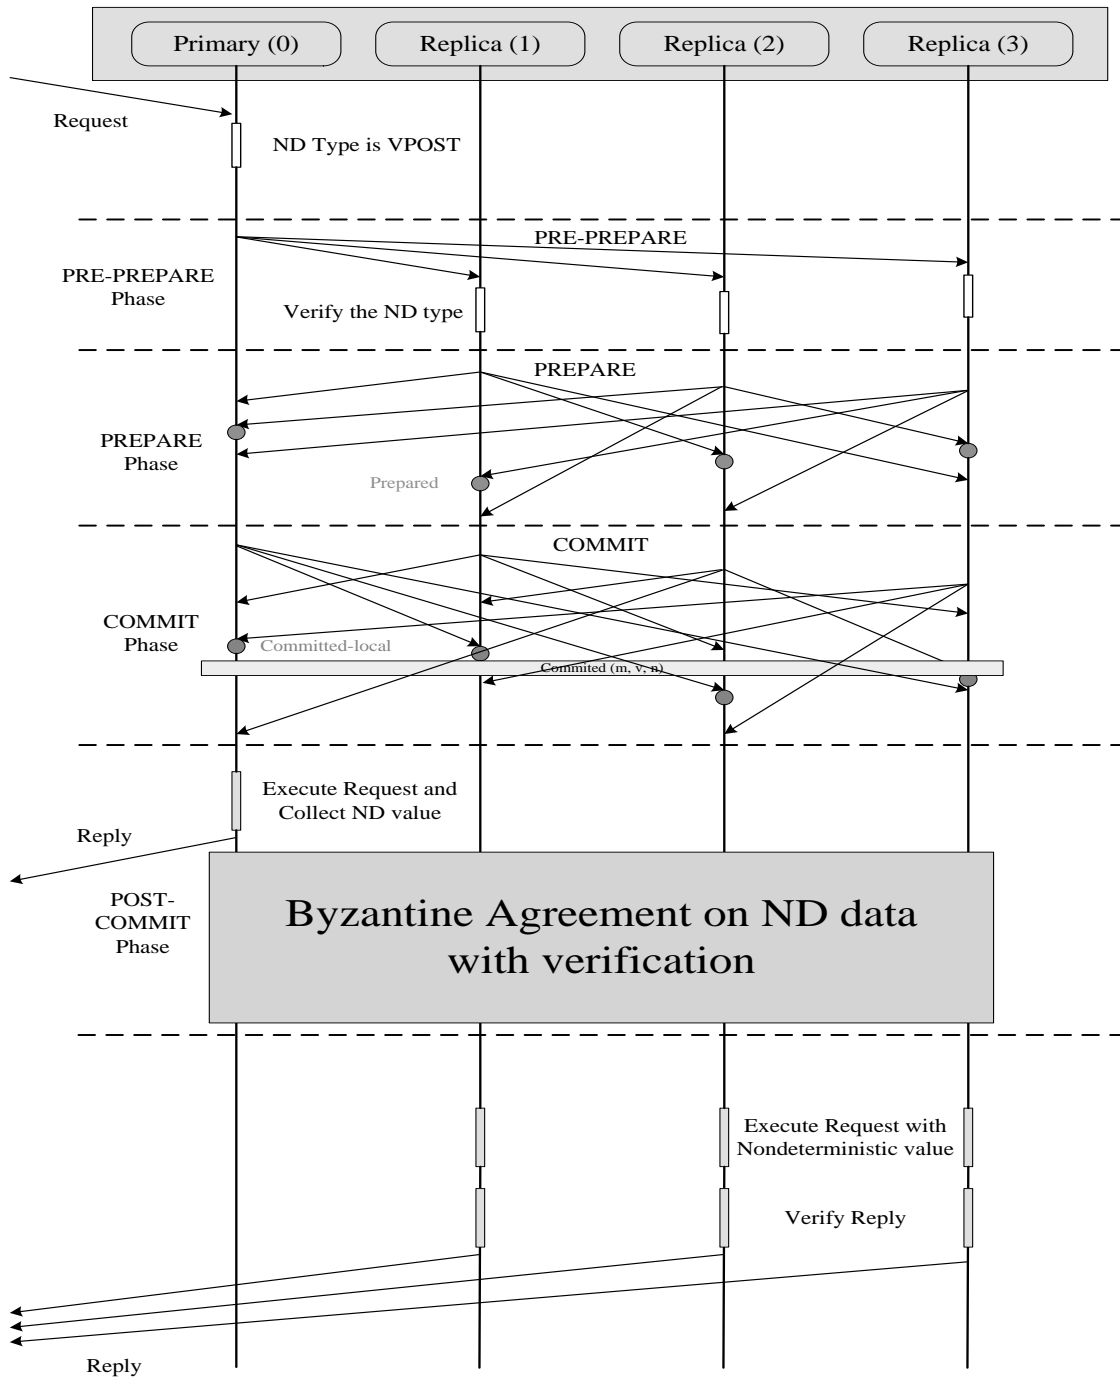 Primary (0)
Replica (1)
Replica (2)
Replica (3)
Request
ND Type is VPOST
PRE-PREPARE
PRE-PREPARE
Phase
Verify the ND type
PREPARE
PREPARE
Phase
Prepared
COMMIT
COMMIT
Phase
Committed-local
Commited (m, v, n)
Execute Request and
Collect ND value
Reply
POST-
COMMIT
Phase
Byzantine Agreement on ND data
with verification
Execute Request with
Nondeterministic value
Verify Reply
Reply